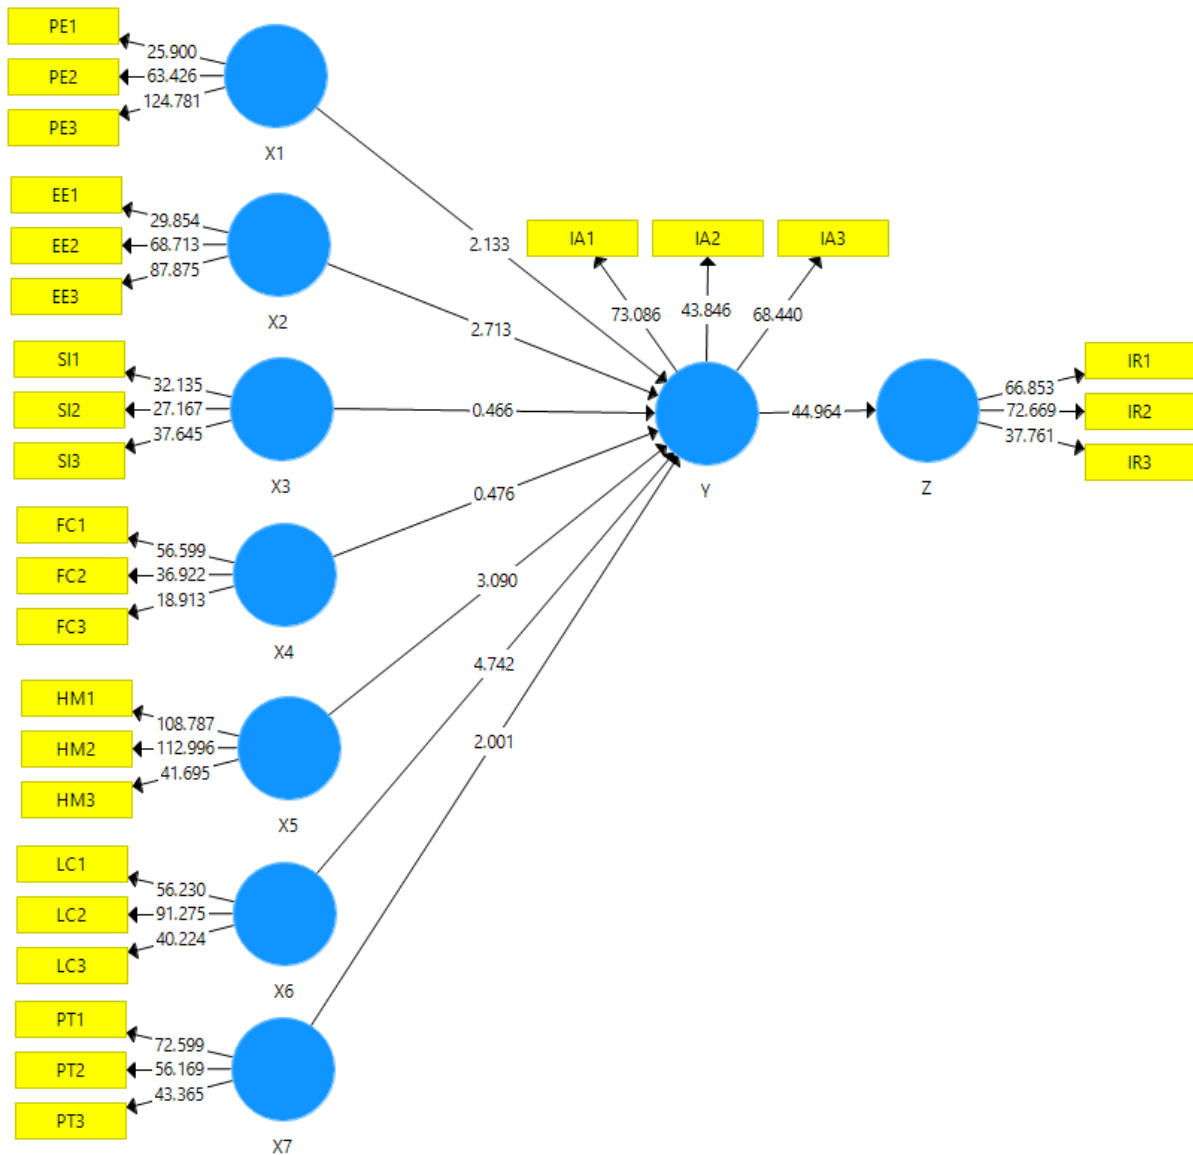 PE1
25.900
PE2
63.426
PE3
124.781
X1
EE1
29.854
EE2
68.713
EE3
87.875
X2
SI1
32.135
SI2
27.167
SI3
37.645
X3
FC1
56.599
FC2
36.922
FC3
18.913
X4
HM1
108.787
HM2
112.996
HM3
41.695
X5
LC1
56.230
LC2
91.275
LC3
40.224
X6
PT1
72.599
PT2
56.169
PT3
43.365
X7
2.133
2.713
0.466
0.476
3.090
4.742
2.001
IA1
IA2
IA3
73.086
43.846
68.440
Y
44.964
Z
IR1
66.853
IR2
72.669
IR3
37.761